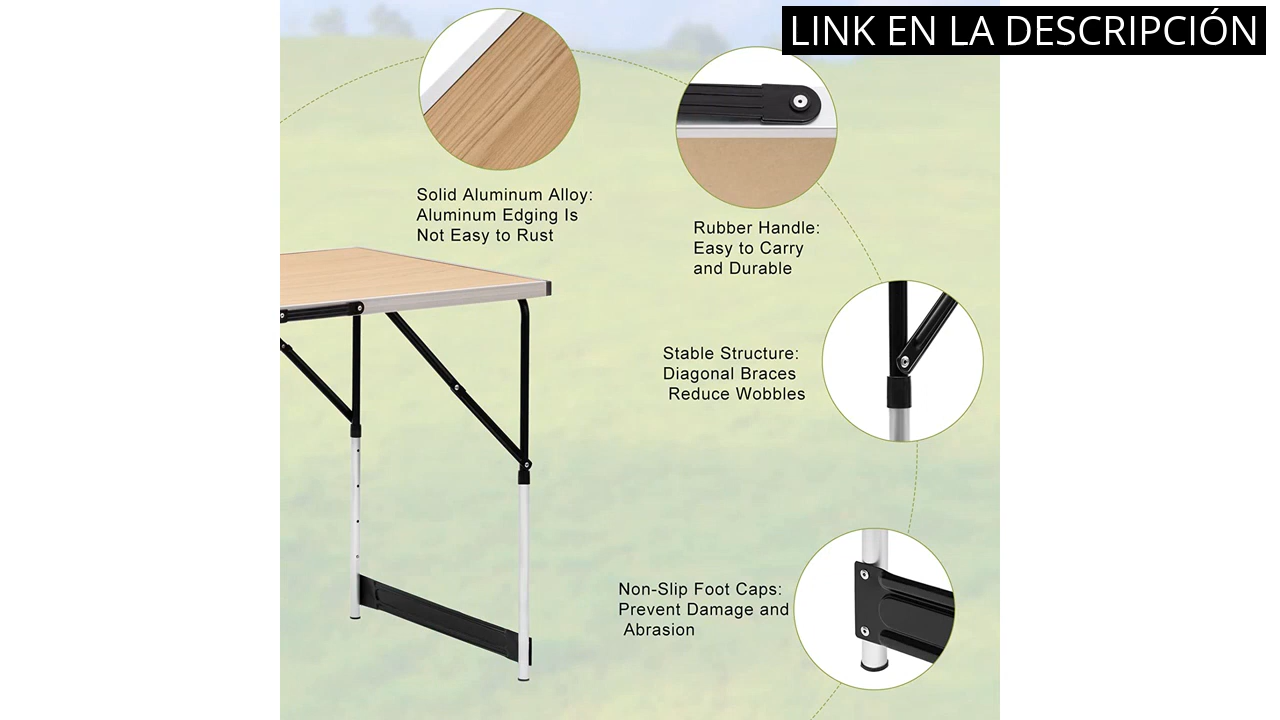 LINK EN LA DESCRIPCIÓN
Solid Aluminum Alloy:
Aluminum Edging Is
Not Easy to Rust
Rubber Handle:
Easy to Carry
and Durable
Stable Structure:
Diagonal Braces
Reduce Wobbles
Non-Slip Foot Caps:
Prevent Damage and
Abrasion